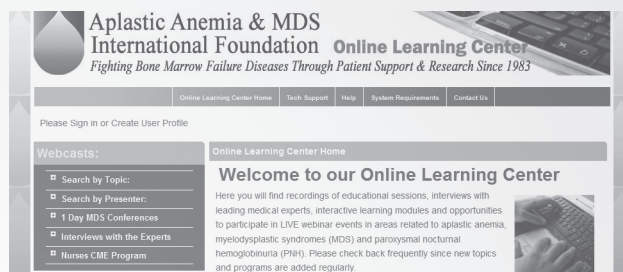 Aplastic Anemia & MDS
International Foundation Online Learning Center
Fighting Bone Marrow Failure Diseases Through Patient Support & Research Since 1983
Online Learning Center Home Tech Support Help System Requirements Contact Us
Please Sign in or Create User Profile
Webcasts:
Search by Topic:
Search by Presenter:
1 Day MDS Conferences
Interviews with the Experts
Nurses CME Program
Online Learning Center Home
Welcome to our Online Learning Center
Here you will find recordings of educational sessions, interviews with
leading medical experts, interactive learning modules and opportunities
to participate in LIVE webinar events in areas related to aplastic anemia,
myelodysplastic syndromes (MDS) and paroxysmal nocturnal
hemoglobinuria (PNH). Please check back frequently since new topics
and programs are added regularly.